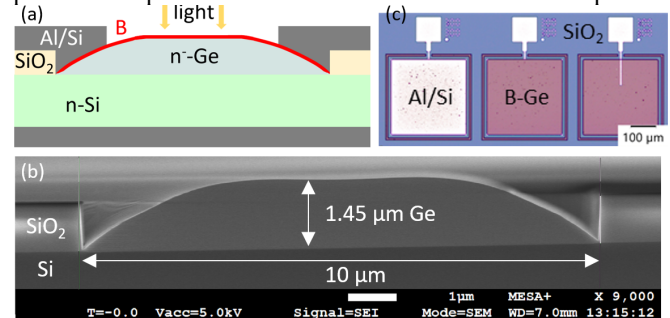 (a)
light
B
Al/Si
SiO2
n⁻-Ge
n-Si
(c)
SiO2
Al/Si
B-Ge
100 µm
(b)
1.45 µm Ge
SiO2
Si
10 µm
1µm MESA+ X 9,000
T=-0.0 Vacc=5.0kV Signal=SEI Mode=SEM WD=7.0mm 13:15:12